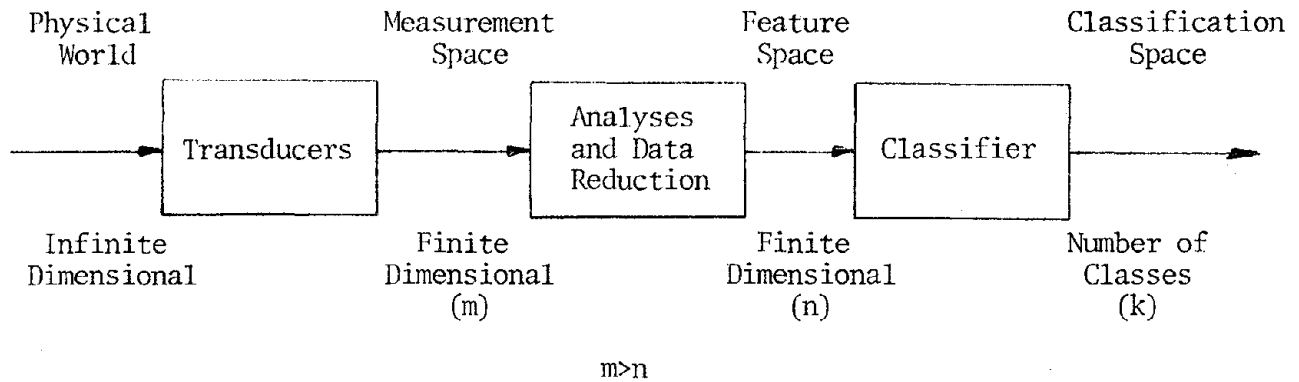 Physical World
Measurement Space
Feature Space
Classification Space
Transducers
Analyses and Data Reduction
Classifier
Infinite Dimensional
Finite Dimensional (m)
Finite Dimensional (n)
Number of Classes (k)
m>n